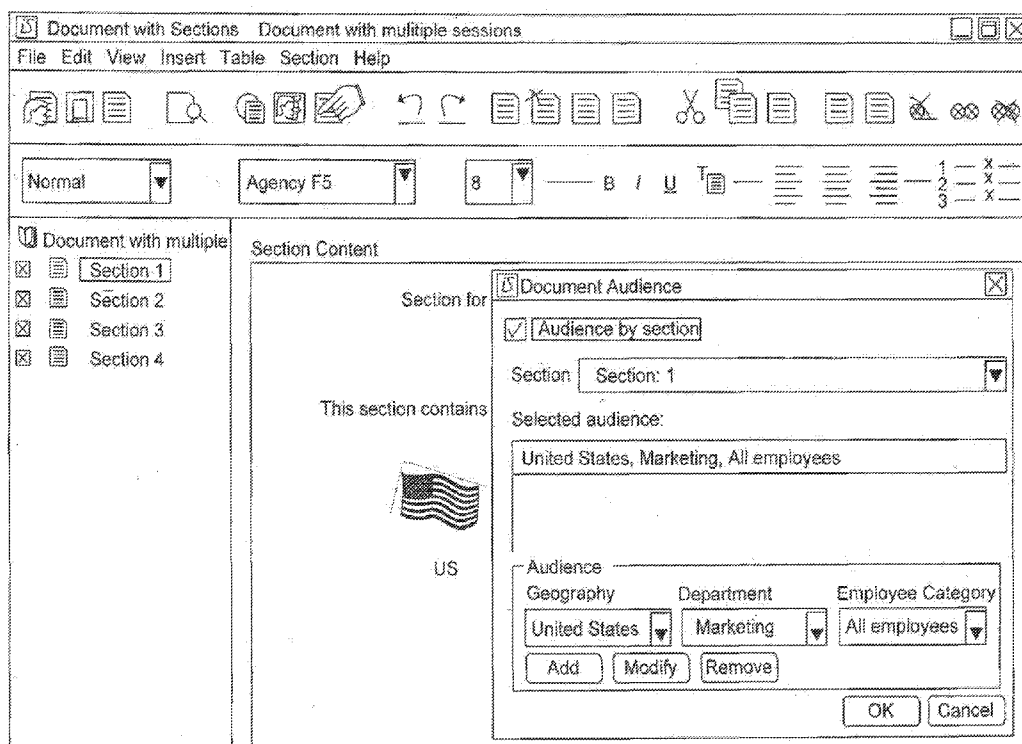 Document with Sections Document with mulitiple sessions
File Edit View Insert Table Section Help
Normal
Agency F5
8
B I U T
1
2
3
x
x
x
Document with multiple
Section 1
Section 2
Section 3
Section 4
Section Content
Section for
This section contains
US
Document Audience
Audience by section
Section Section: 1
Selected audience:
United States, Marketing, All employees
Audience
Geography Department Employee Category
United States Marketing All employees
Add Modify Remove
OK Cancel